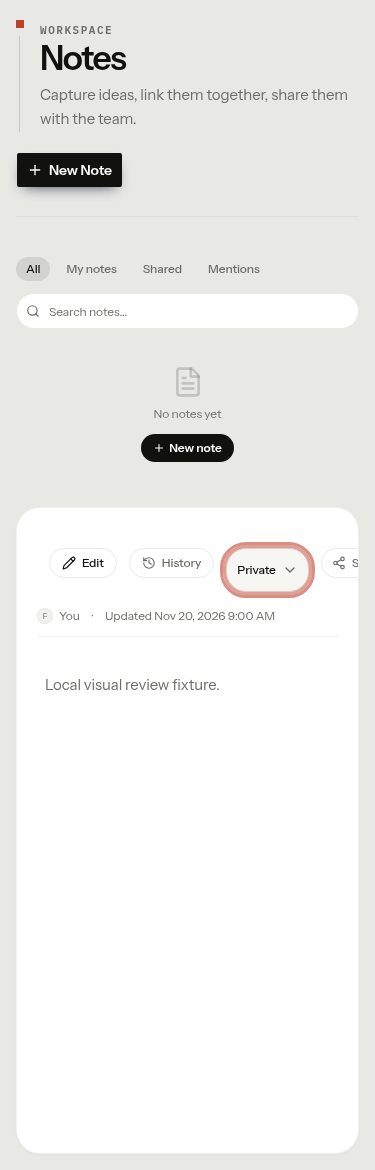 WORKSPACE
Notes
Capture ideas, link them together, share them
with the team.
New Note
All My notes Shared Mentions
Search notes...
No notes yet
New note
Edit History Private
F You · Updated Nov 20, 2026 9:00 AM
Local visual review fixture.